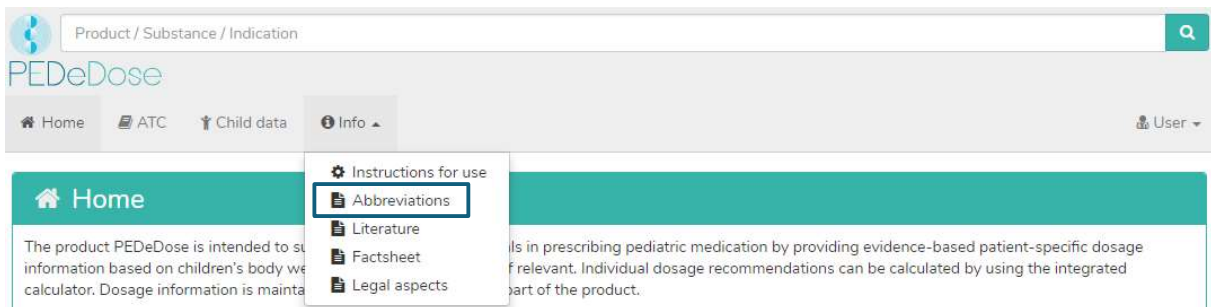 Product / Substance / Indication
PEDeDose
Home ATC Child data Info User
Instructions for use
Abbreviations
Literature
Factsheet
Legal aspects
Home
The product PEDeDose is intended to su ls in prescribing pediatric medication by providing evidence-based patient-specific dosage
information based on children's body we f relevant. Individual dosage recommendations can be calculated by using the integrated
calculator. Dosage information is mainta part of the product.